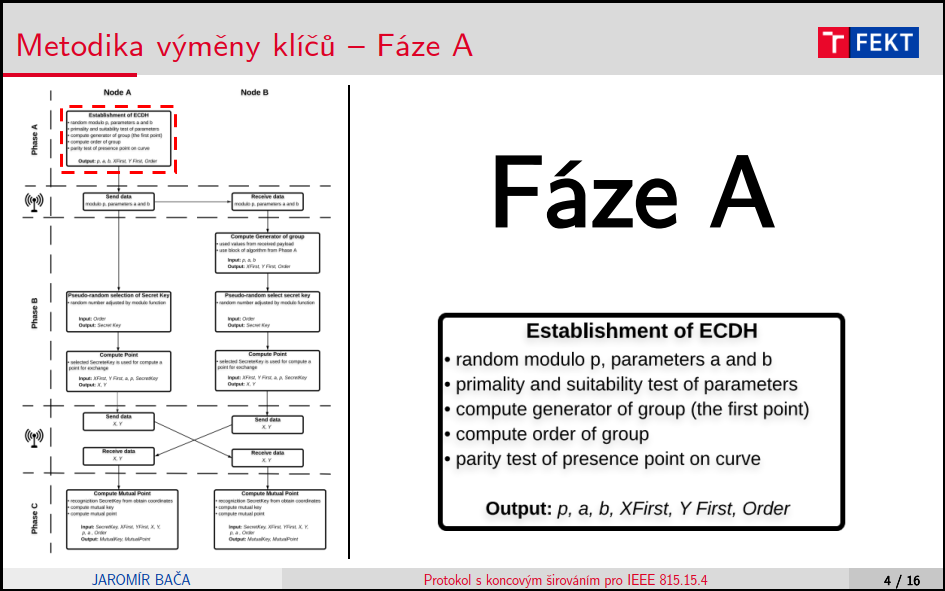 Metodika výměny klíčů – Fáze A
T FEKT
Node A
Node B
Phase A
Establishment of ECDH
• random modulo p, parameters a and b
• primality and suitability test of parameters
• compute generator of group (the first point)
• compute order of group
• parity test of presence point on curve
Output: p, a, b, XFirst, Y First, Order
Send data
modulo p, parameters a and b
Receive data
modulo p, parameters a and b
Phase B
Compute Generator of group
• used values from received payload
• use block of algorithm from Phase A
Input: p, a, b
Output: XFirst, Y First, Order
Pseudo-random selection of Secret Key
• random number adjusted by modulo function
Input: Order
Output: Secret Key
Pseudo-random select secret key
• random number adjusted by modulo function
Input: Order
Output: Secret Key
Compute Point
• selected SecreteKey is used for compute a
point for exchange
Input: XFirst, Y First, a, p, SecretKey
Output: X, Y
Compute Point
• selected SecreteKey is used for compute a
point for exchange
Input: XFirst, Y First, a, p, SecretKey
Output: X, Y
Send data
X, Y
Send data
X, Y
Receive data
X, Y
Receive data
X, Y
Phase C
Compute Mutual Point
• recognization SecretKey from obtain coordinates
• compute mutual key
• compute mutual point
Input: SecretKey, XFirst, YFirst, X, Y,
p, a , Order
Output: MutualKey, MutualPoint
Compute Mutual Point
• recognization SecretKey from obtain coordinates
• compute mutual key
• compute mutual point
Input: SecretKey, XFirst, YFirst, X, Y,
p, a , Order
Output: MutualKey, MutualPoint
Fáze A
Establishment of ECDH
• random modulo p, parameters a and b
• primality and suitability test of parameters
• compute generator of group (the first point)
• compute order of group
• parity test of presence point on curve
Output: p, a, b, XFirst, Y First, Order
JAROMÍR BAČA
Protokol s koncovým širováním pro IEEE 815.15.4
4 / 16